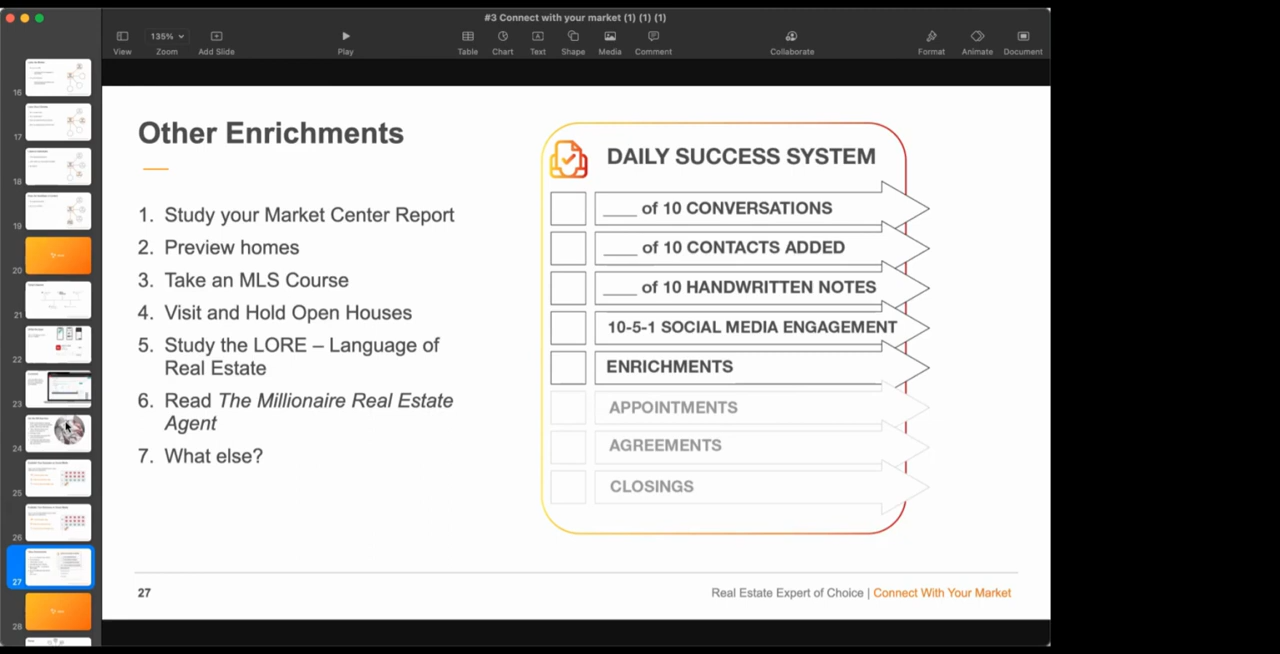 #3 Connect with your market (1) (1) (1)
135%
View
Zoom
Add Slide
Play
Table
Chart
Text
Shape
Media
Comment
Collaborate
Format
Animate
Document
16
17
18
19
20
21
22
23
24
25
26
27
28
Other Enrichments
1. Study your Market Center Report
2. Preview homes
3. Take an MLS Course
4. Visit and Hold Open Houses
5. Study the LORE – Language of
Real Estate
6. Read The Millionaire Real Estate
Agent
7. What else?
DAILY SUCCESS SYSTEM
____ of 10 CONVERSATIONS
____ of 10 CONTACTS ADDED
____ of 10 HANDWRITTEN NOTES
10-5-1 SOCIAL MEDIA ENGAGEMENT
ENRICHMENTS
APPOINTMENTS
AGREEMENTS
CLOSINGS
27
Real Estate Expert of Choice | Connect With Your Market